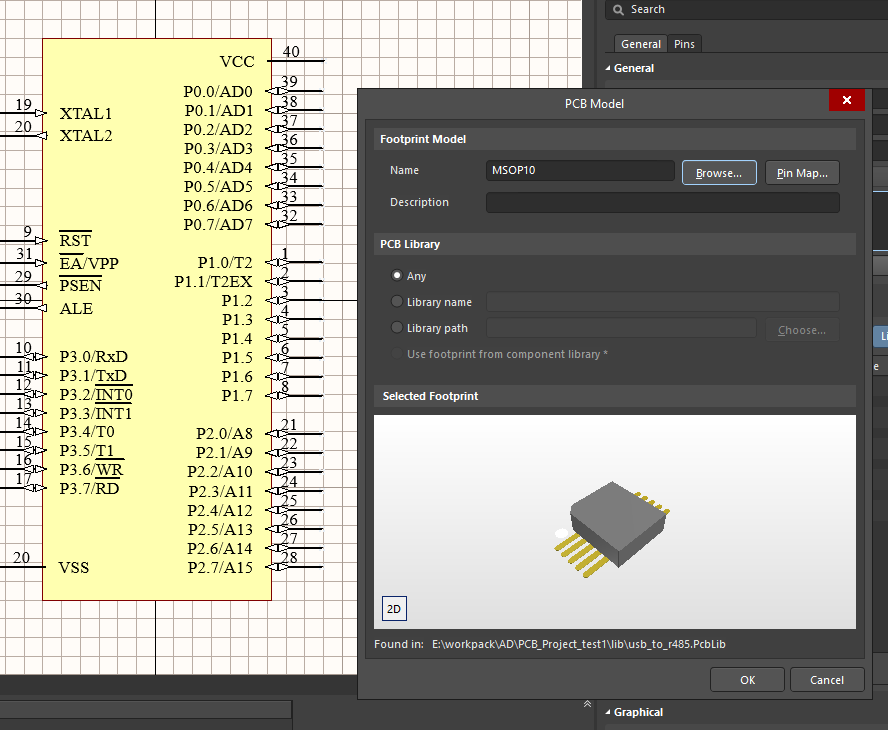 Search
General Pins
General
VCC 40
P0.0/AD0 39
19 XTAL1 P0.1/AD1 38
20 XTAL2 P0.2/AD2 37
P0.3/AD3 36
P0.4/AD4 35
P0.5/AD5 34
P0.6/AD6 33
P0.7/AD7 32
9 RST
31 EA/VPP P1.0/T2 1
29 PSEN P1.1/T2EX 2
30 ALE P1.2 3
P1.3 4
P1.4 5
10 P3.0/RxD P1.5 6
11 P3.1/TxD P1.6 7
12 P3.2/INT0 P1.7 8
13 P3.3/INT1
14 P3.4/T0 P2.0/A8 21
15 P3.5/T1 P2.1/A9 22
16 P3.6/WR P2.2/A10 23
17 P3.7/RD P2.3/A11 24
P2.4/A12 25
P2.5/A13 26
P2.6/A14 27
20 VSS P2.7/A15 28
PCB Model
Footprint Model
Name MSOP10 Browse... Pin Map...
Description
PCB Library
Any
Library name
Library path Choose...
Use footprint from component library *
Selected Footprint
2D
Found in: E:\workpack\AD\PCB_Project_test1\lib\usb_to_r485.PcbLib
OK Cancel
Graphical